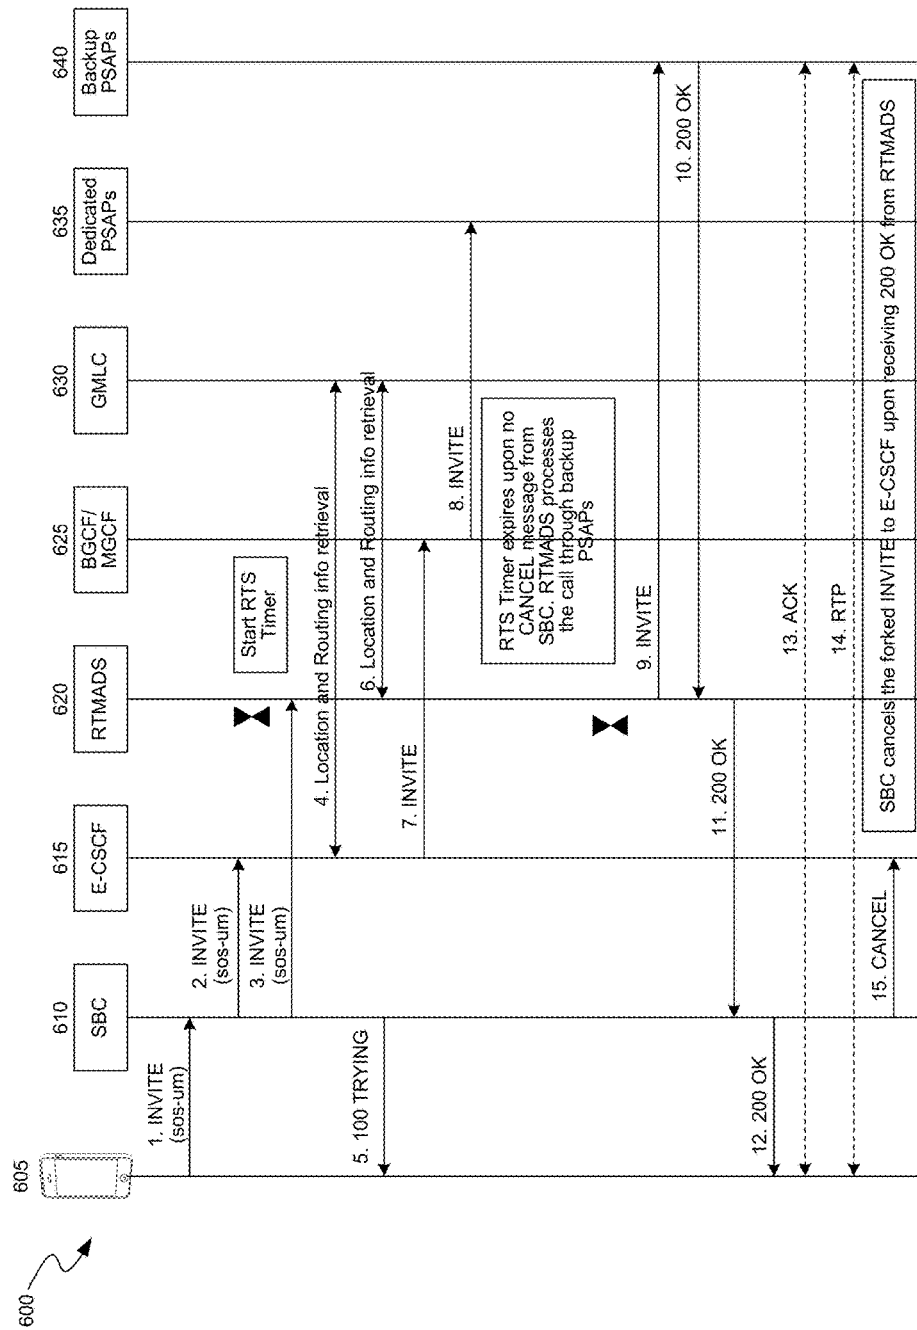 600
605
610
SBC
615
E-CSCF
620
RTMADS
625
BGCF/
MGCF
630
GMLC
635
Dedicated
PSAPs
640
Backup
PSAPs
1. INVITE
(sos-um)
2. INVITE
(sos-um)
3. INVITE
(sos-um)
Start RTS
Timer
4. Location and Routing info retrieval
5. 100 TRYING
6. Location and Routing info retrieval
7. INVITE
8. INVITE
RTS Timer expires upon no
CANCEL message from
SBC. RTMADS processes
the call through backup
PSAPs
9. INVITE
10. 200 OK
11. 200 OK
12. 200 OK
13. ACK
14. RTP
15. CANCEL
SBC cancels the forked INVITE to E-CSCF upon receiving 200 OK from RTMADS